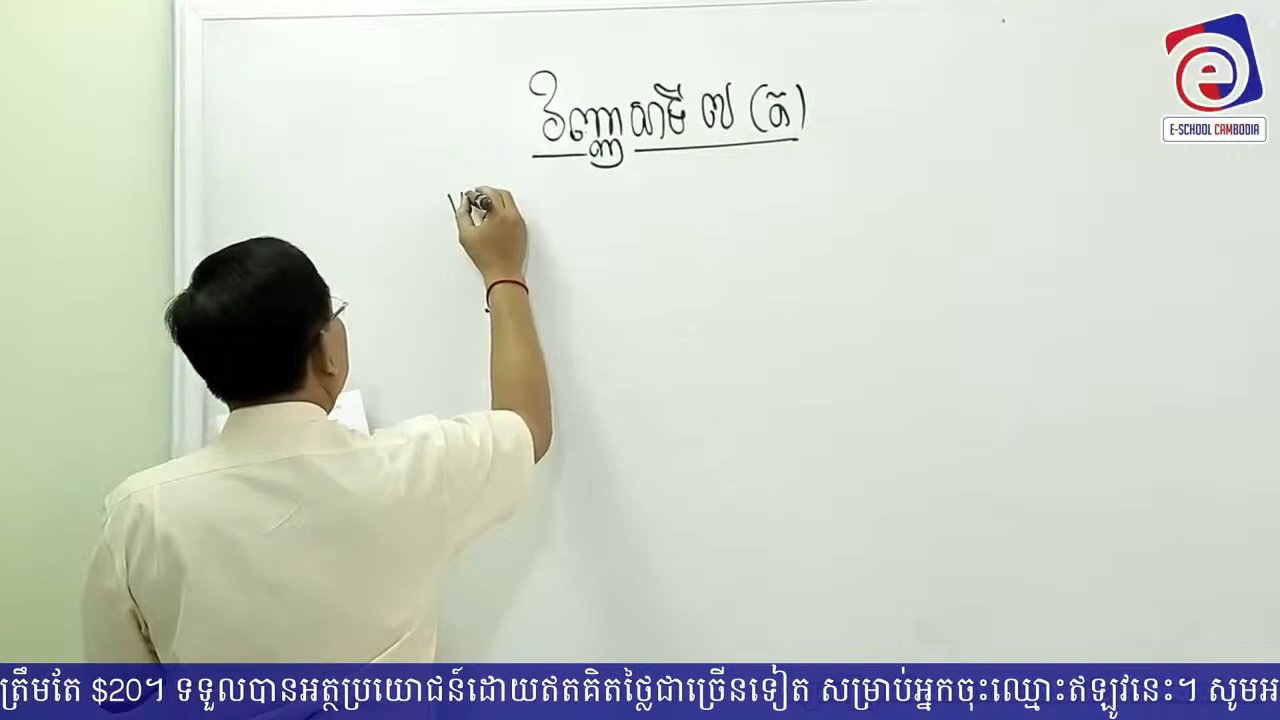 វិញ្ញាសាទី ៧ (ត)
e
E-SCHOOL CAMBODIA
ត្រឹមតែ $20។ ទទួលបានអត្ថប្រយោជន៍ដោយឥតគិតថ្លៃជាច្រើនទៀត សម្រាប់អ្នកចុះឈ្មោះឥឡូវនេះ។ សូមអ